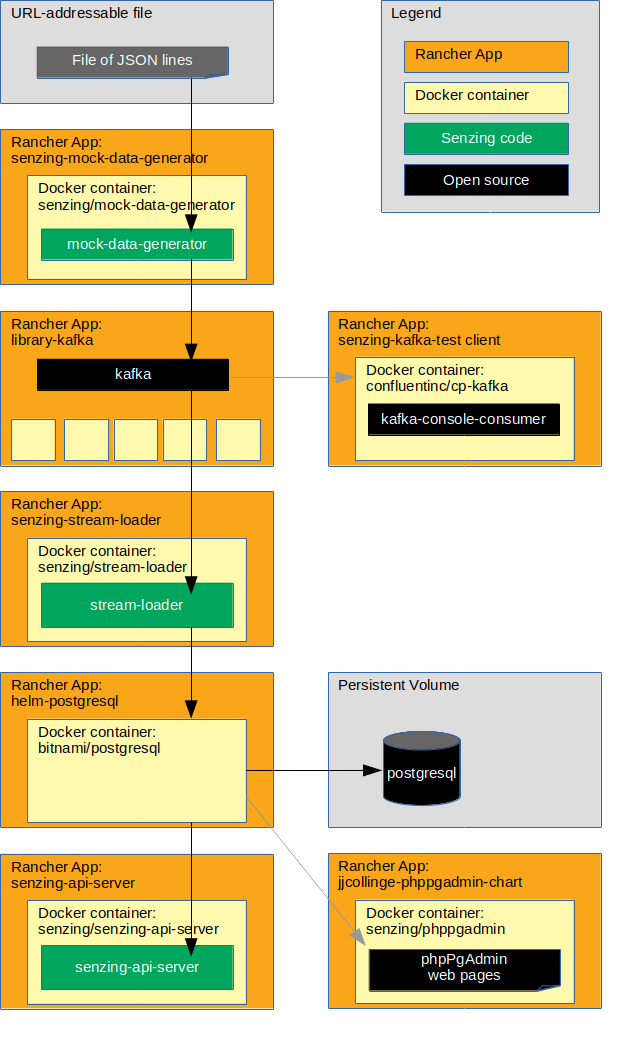 URL-addressable file
File of JSON lines
Legend
Rancher App
Docker container
Senzing code
Open source
Rancher App:
senzing-mock-data-generator
Docker container:
senzing/mock-data-generator
mock-data-generator
Rancher App:
library-kafka
kafka
Rancher App:
senzing-kafka-test client
Docker container:
confluentinc/cp-kafka
kafka-console-consumer
Rancher App:
senzing-stream-loader
Docker container:
senzing/stream-loader
stream-loader
Rancher App:
helm-postgresql
Docker container:
bitnami/postgresql
Persistent Volume
postgresql
Rancher App:
senzing-api-server
Docker container:
senzing/senzing-api-server
senzing-api-server
Rancher App:
jjcollinge-phppgadmin-chart
Docker container:
senzing/phppgadmin
phpPgAdmin
web pages